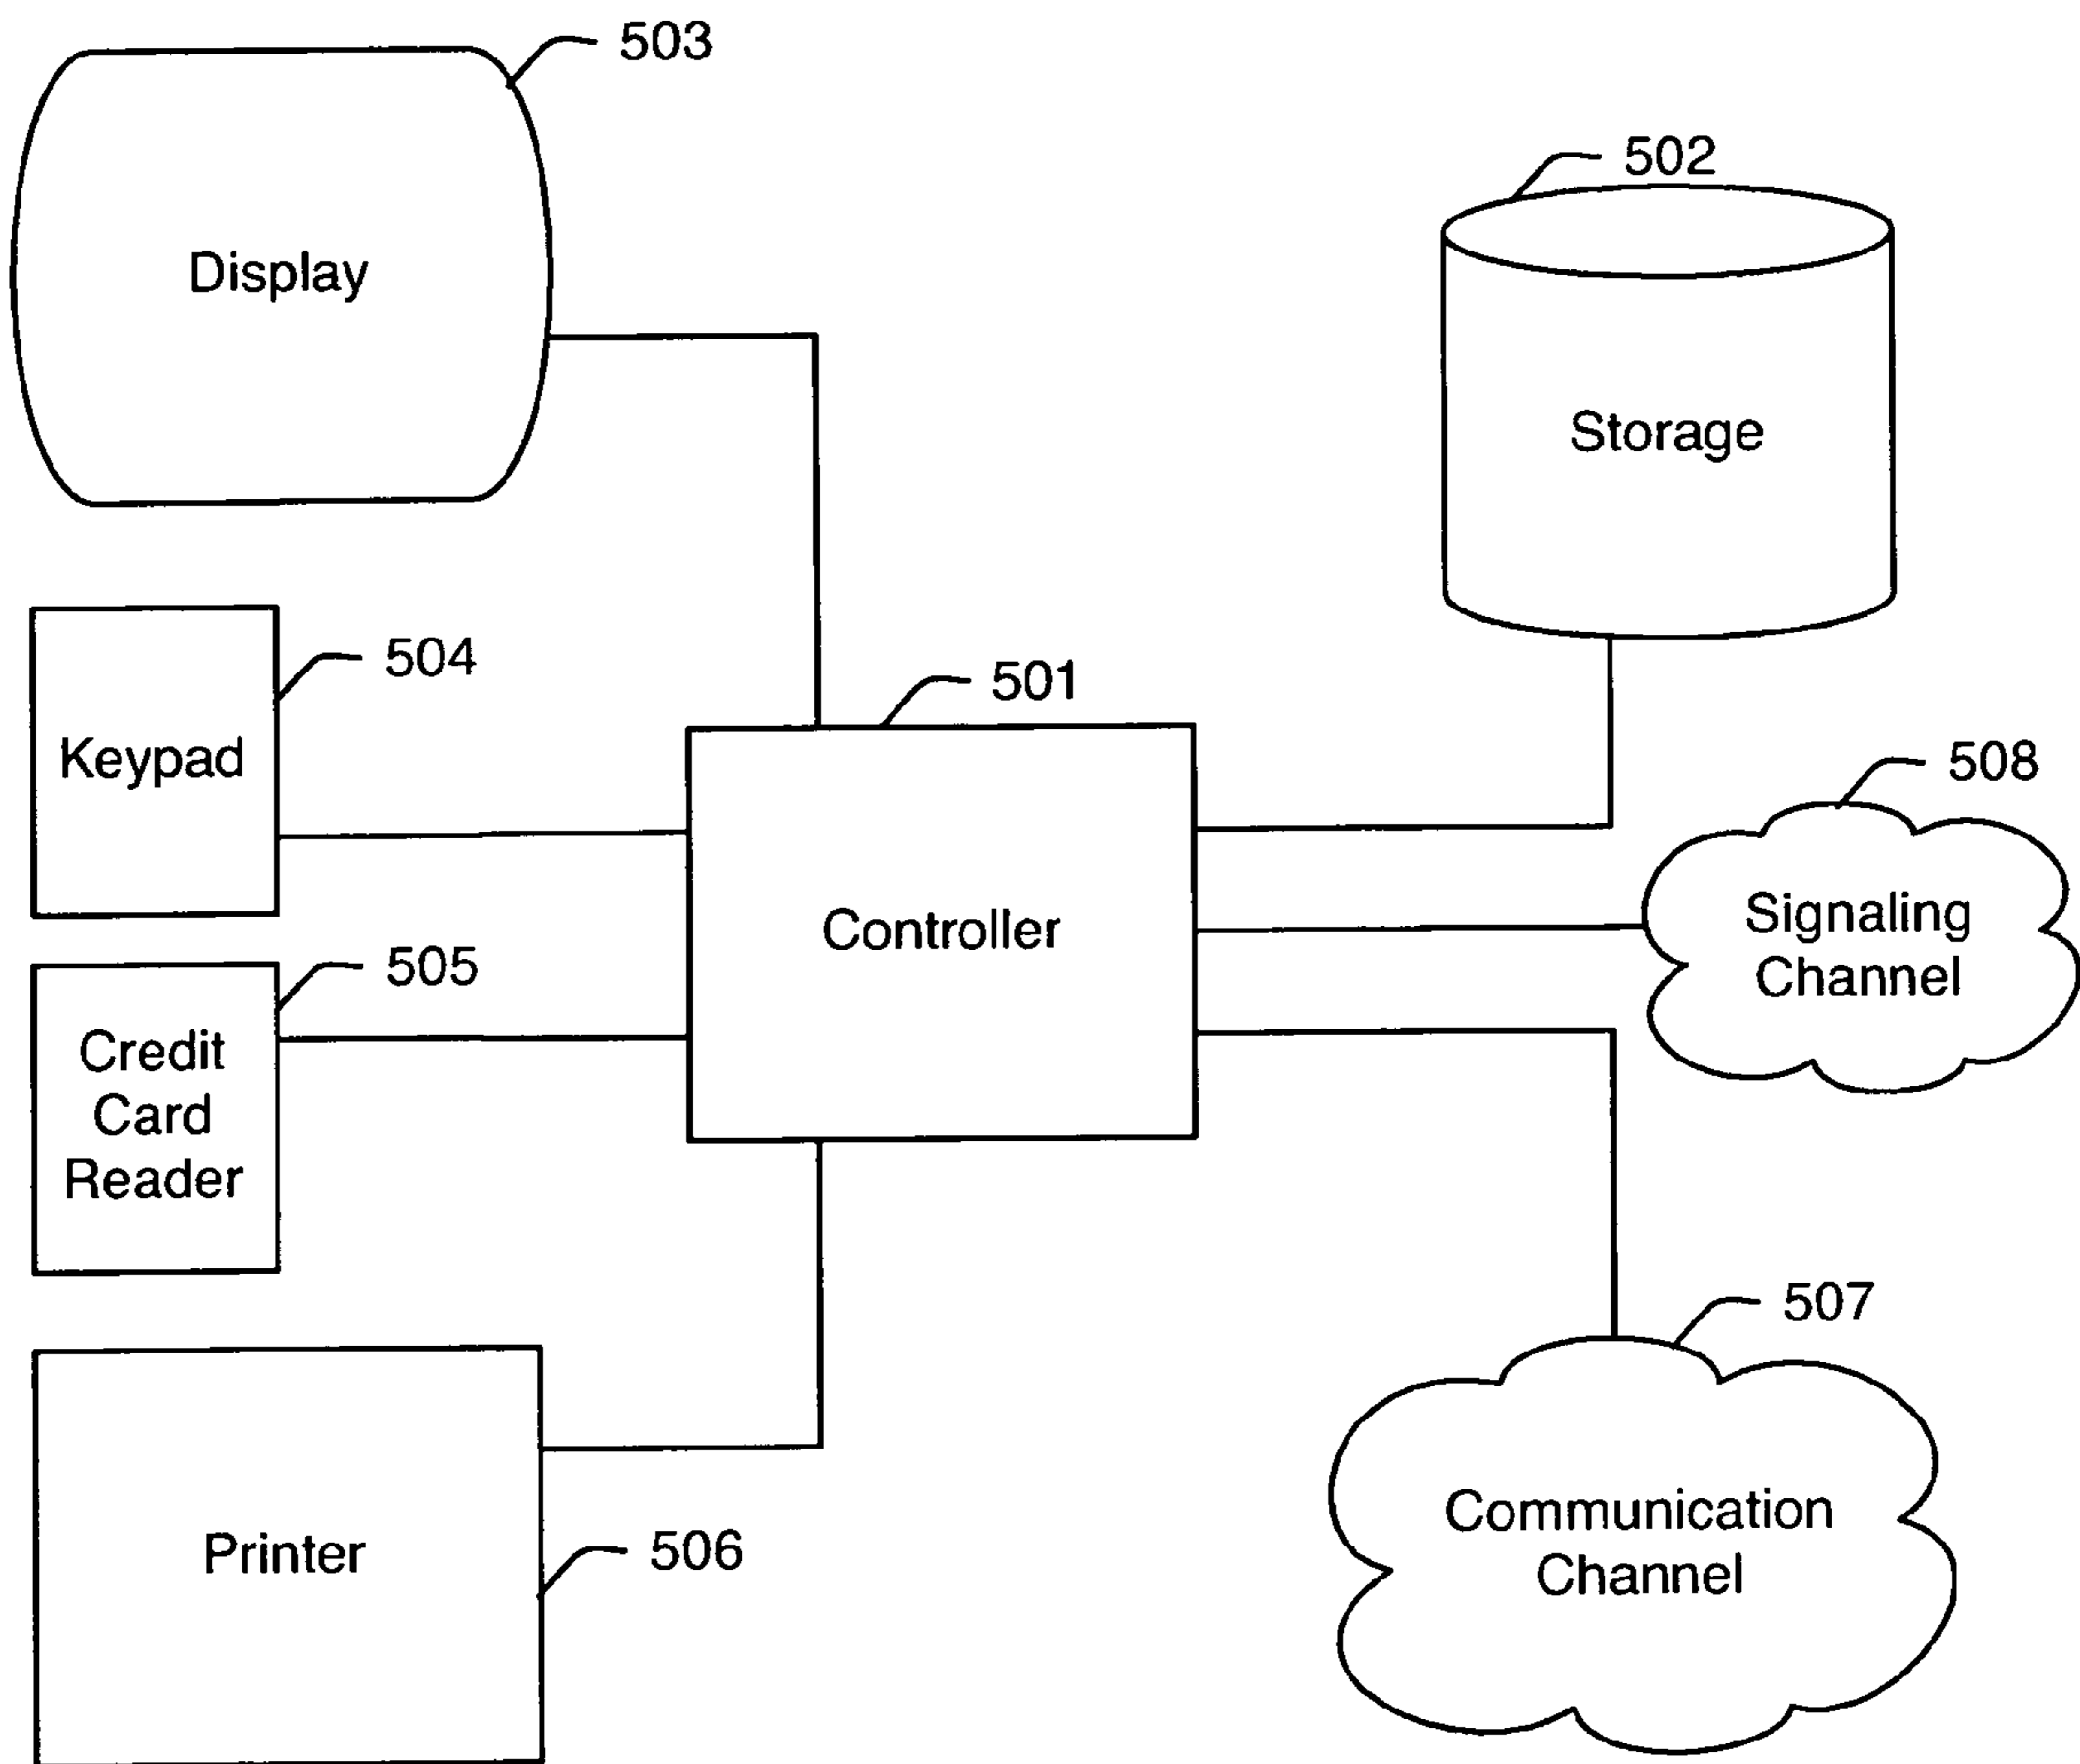 503
Display
502
Storage
504
Keypad
501
Controller
508
Signaling
Channel
505
Credit
Card
Reader
507
Communication
Channel
506
Printer